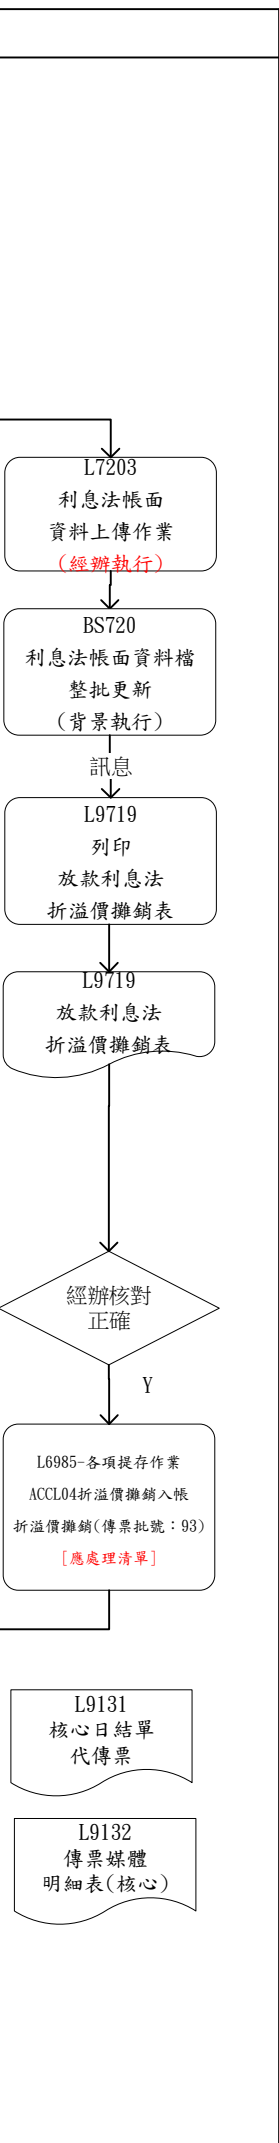 L7203
利息法帳面
資料上傳作業
(經辦執行)
BS720
利息法帳面資料檔
整批更新
(背景執行)
訊息
L9719
列印
放款利息法
折溢價攤銷表
L9719
放款利息法
折溢價攤銷表
經辦核對
正確
Y
L6985-各項提存作業
ACCL04折溢價攤銷入帳
折溢價攤銷(傳票批號：93)
[應處理清單]
L9131
核心日結單
代傳票
L9132
傳票媒體
明細表(核心)